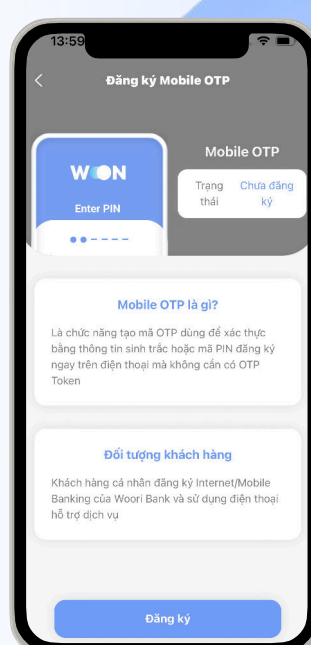 13:59
Đăng ký Mobile OTP
WOON
Enter PIN
Mobile OTP
Trạng thái
Chưa đăng ký
Mobile OTP là gì?
Là chức năng tạo mã OTP dùng để xác thực
bằng thông tin sinh trắc hoặc mã PIN đăng ký
ngay trên điện thoại mà không cần có OTP
Token
Đối tượng khách hàng
Khách hàng cá nhân đăng ký Internet/Mobile
Banking của Woori Bank và sử dụng điện thoại
hỗ trợ dịch vụ
Đăng ký